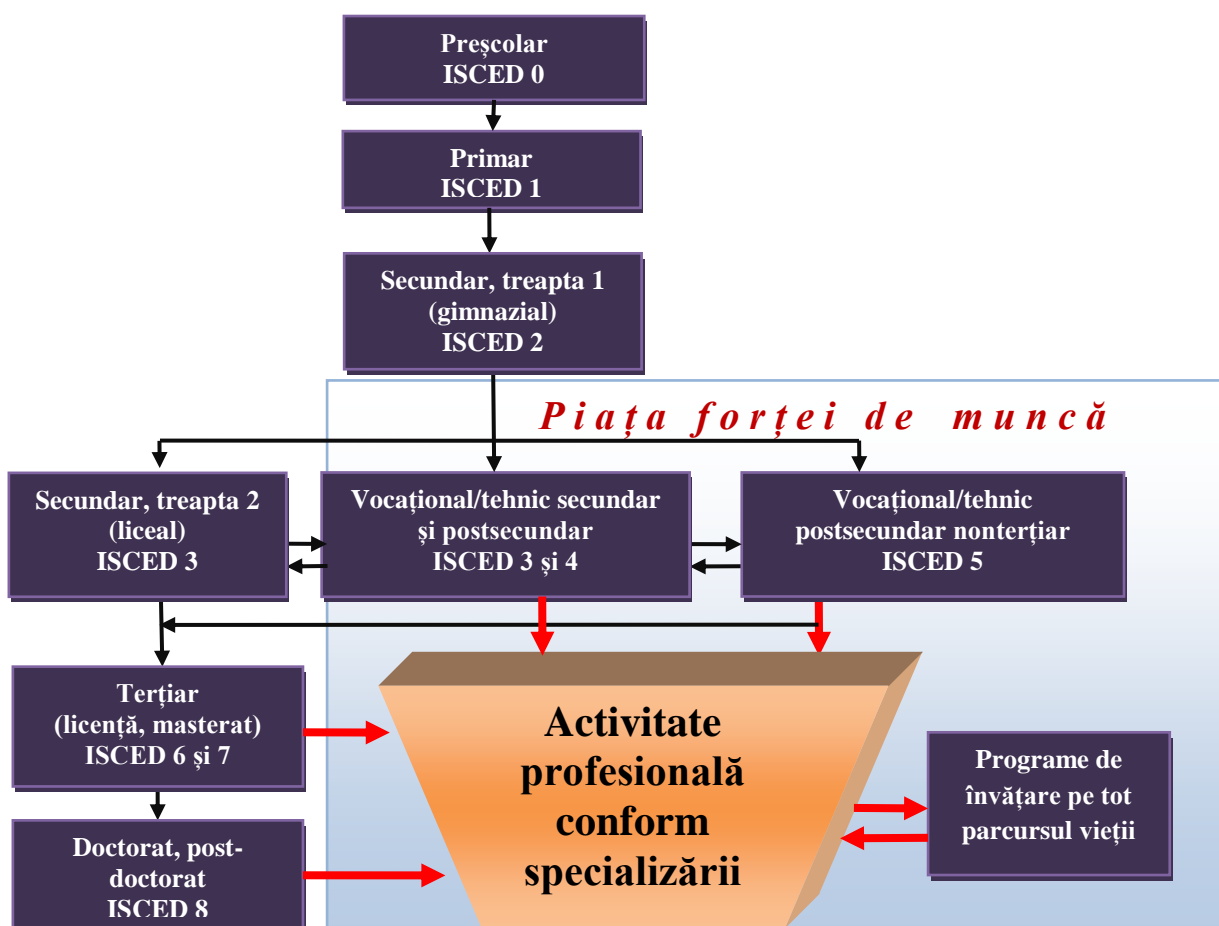 Preșcolar
ISCED 0
Primar
ISCED 1
Secundar, treapta 1
(gimnazial)
ISCED 2
Piața forței de muncă
Secundar, treapta 2
(liceal)
ISCED 3
Vocațional/tehnic secundar
și postsecundar
ISCED 3 și 4
Vocațional/tehnic
postsecundar nonterțiar
ISCED 5
Terțiar
(licență, masterat)
ISCED 6 și 7
Activitate
profesională
conform
specializării
Programe de
învățare pe tot
parcursul vieții
Doctorat, post-
doctorat
ISCED 8